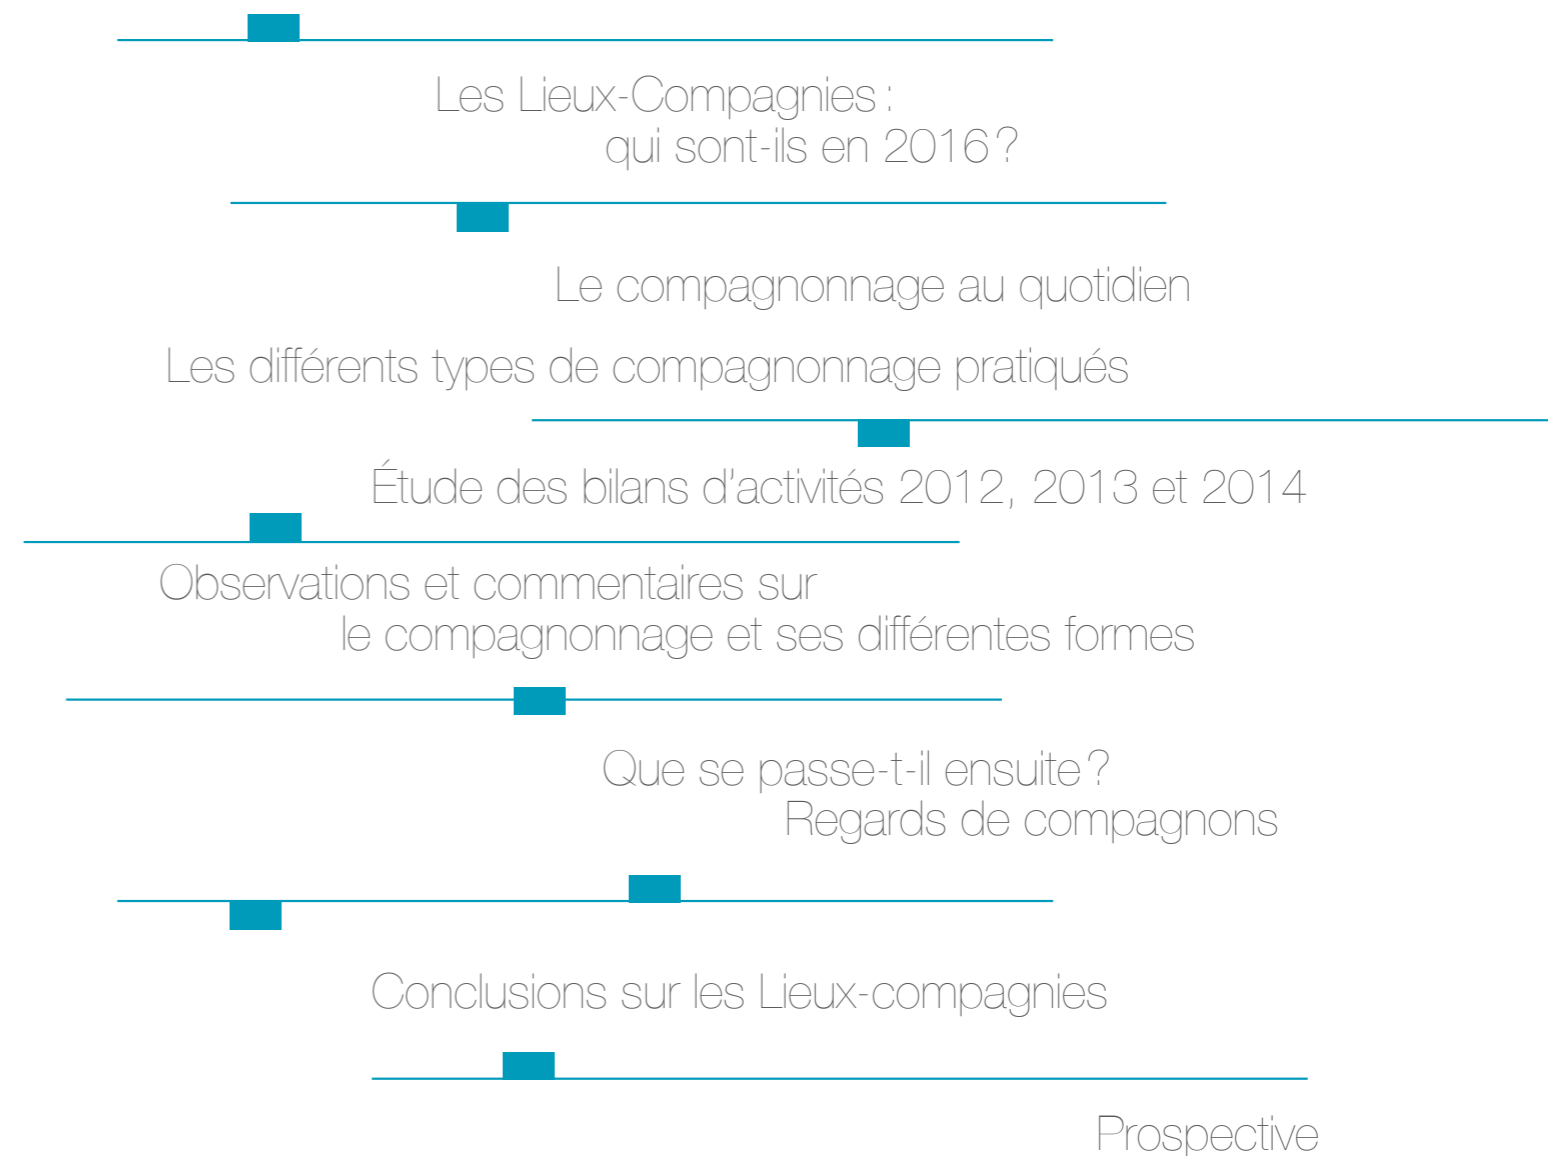 Les Lieux-Compagnies :
qui sont-ils en 2016 ?
Le compagnonnage au quotidien
Les différents types de compagnonnage pratiqués
Étude des bilans d'activités 2012, 2013 et 2014
Observations et commentaires sur
le compagnonnage et ses différentes formes
Que se passe-t-il ensuite ?
Regards de compagnons
Conclusions sur les Lieux-compagnies
Prospective